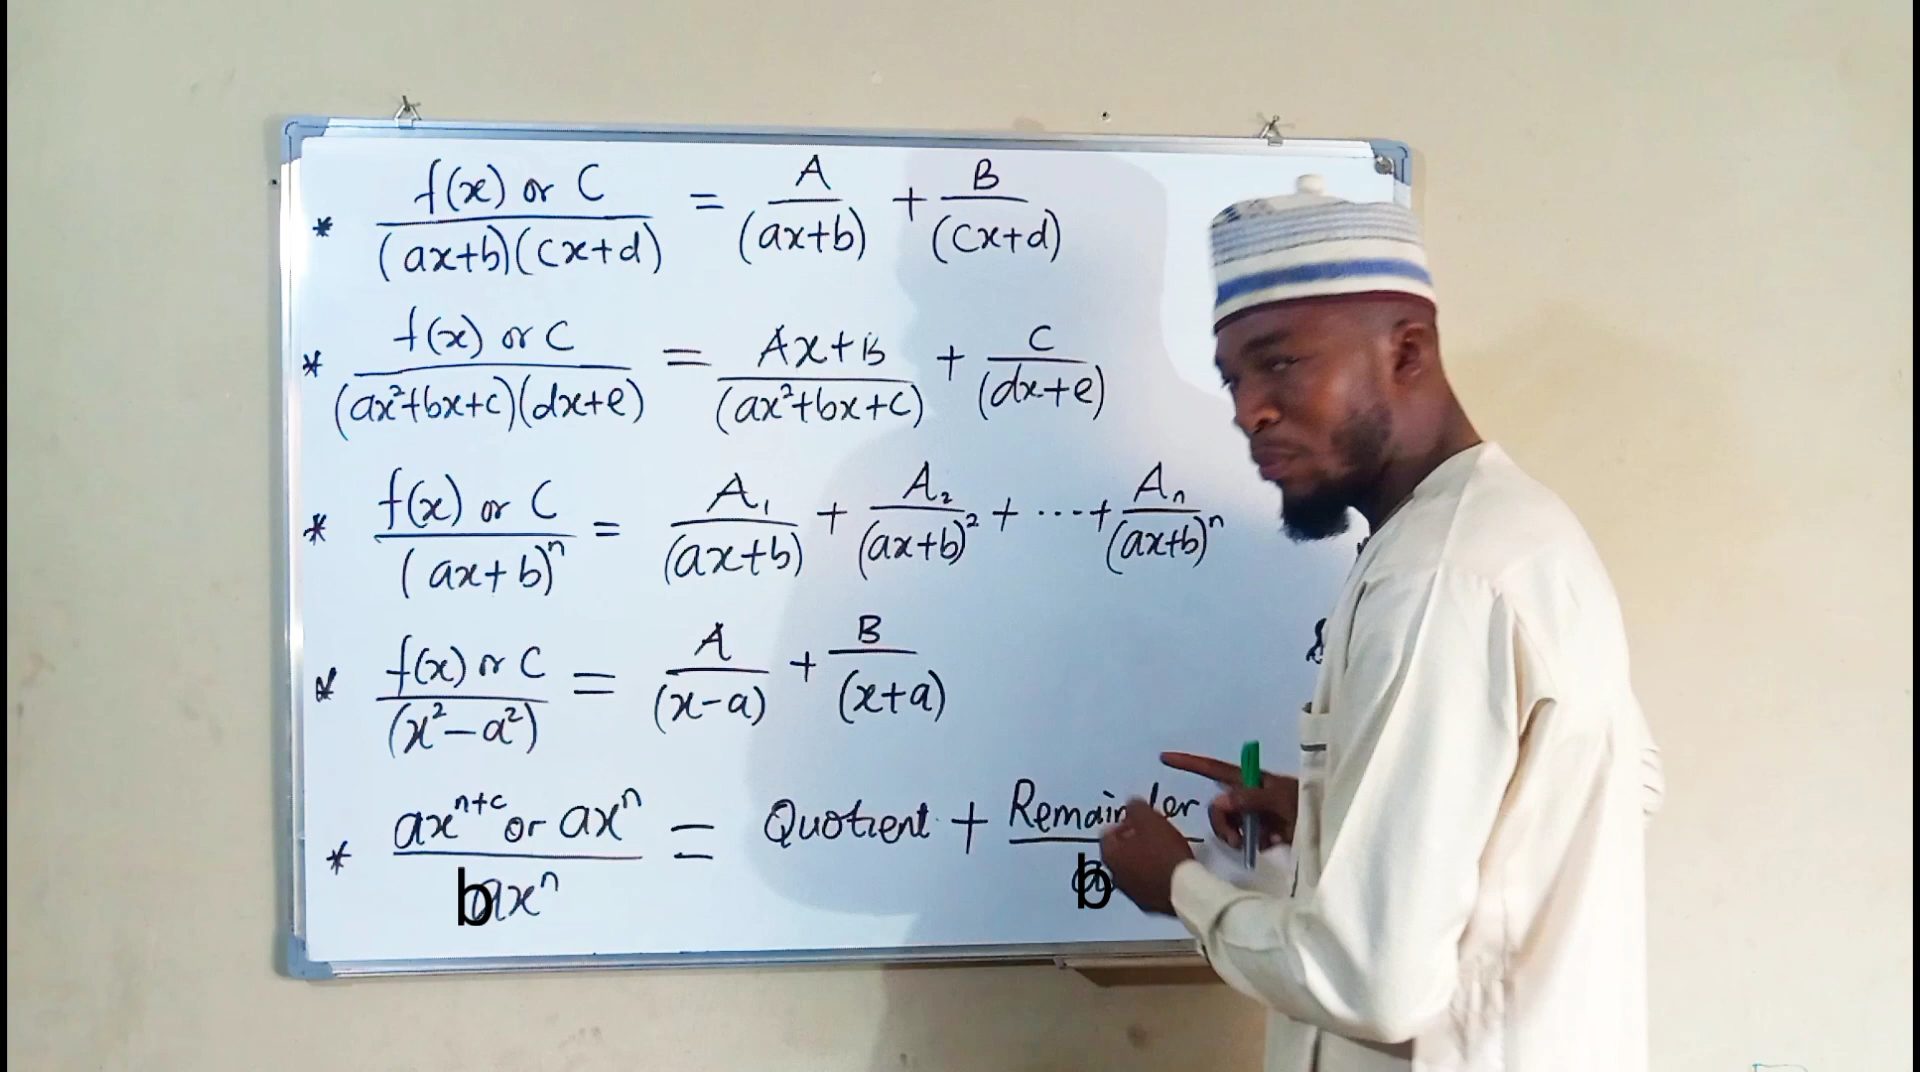 * f(x) or C / (ax+b)(cx+d) = A / (ax+b) + B / (cx+d)
* f(x) or C / (ax²+bx+c)(dx+e) = Ax+B / (ax²+bx+c) + C / (dx+e)
* f(x) or C / (ax+b)ⁿ = A₁ / (ax+b) + A₂ / (ax+b)² + ... + Aₙ / (ax+b)ⁿ
* f(x) or C / (x²-a²) = A / (x-a) + B / (x+a)
* axⁿ⁺ᶜ or axⁿ / bxⁿ = Quotient + Remainder / b